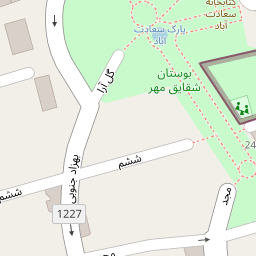 کتابخانه
سعادت
آباد
پارک سعادت
آباد
بوستان
شقایق مهر
گل آرا
ششم
بهزاد جنوبی
ششم
مجد
1227
24